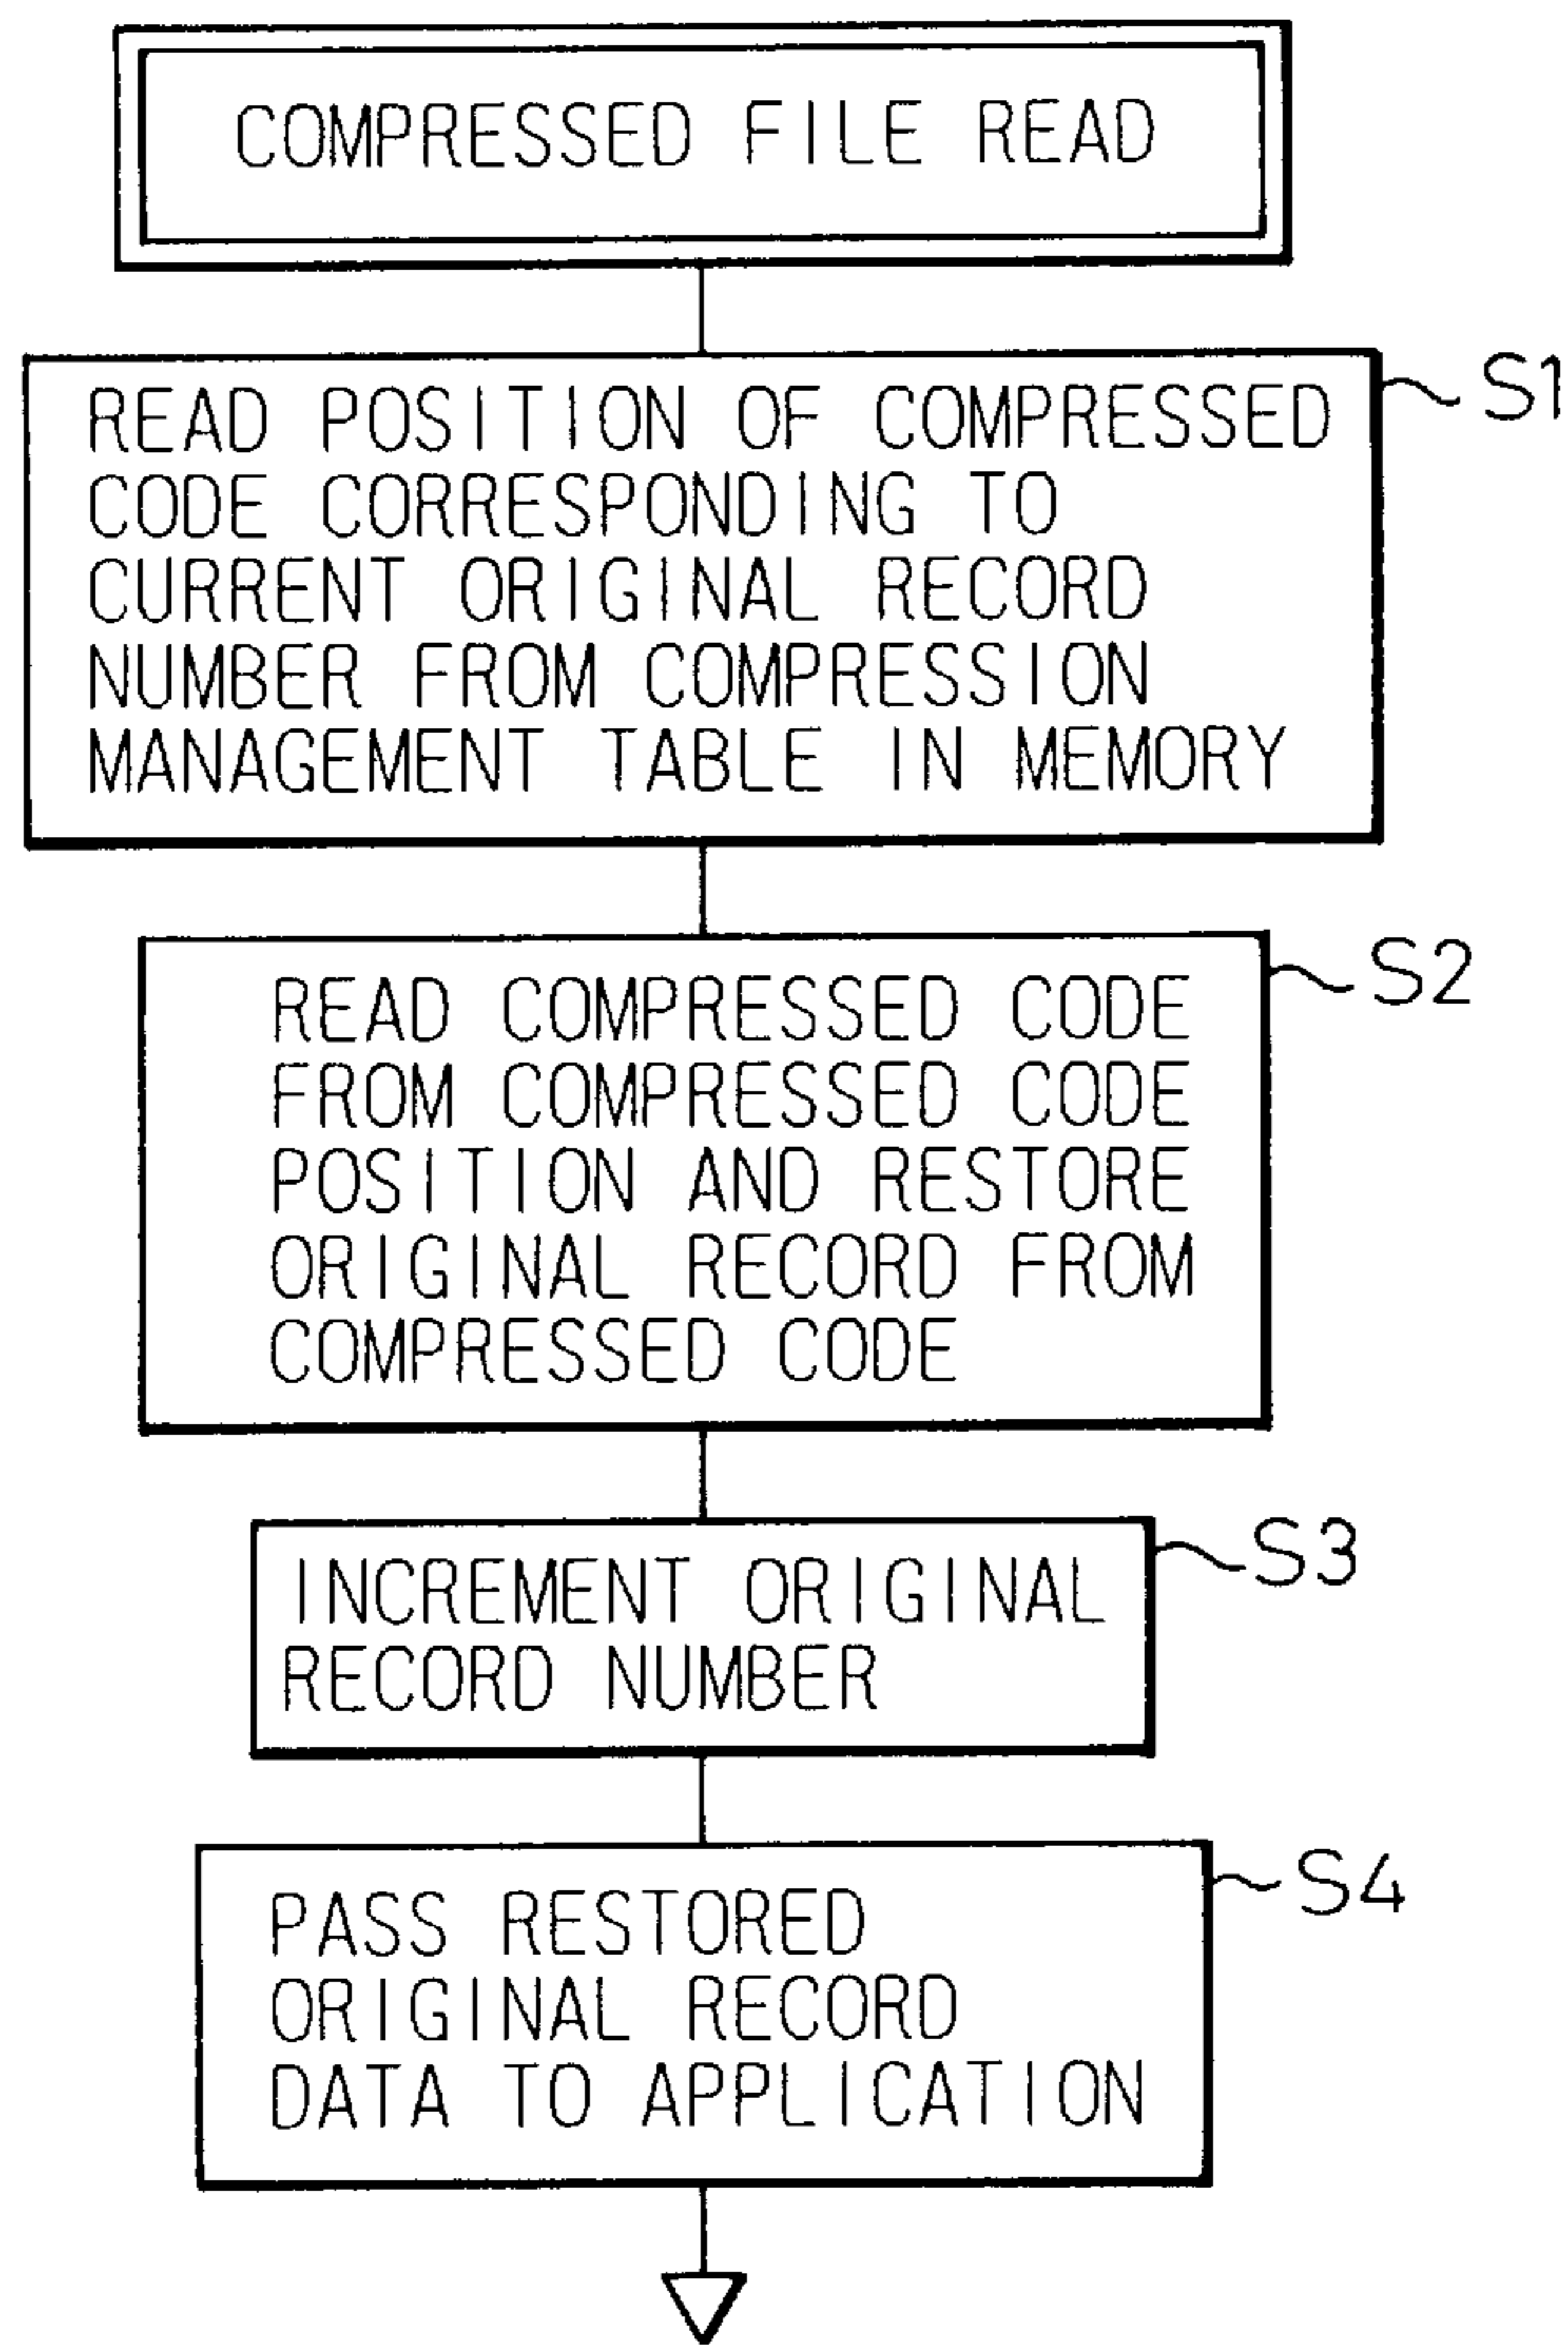 COMPRESSED FILE READ
READ POSITION OF COMPRESSED
CODE CORRESPONDING TO
CURRENT ORIGINAL RECORD
NUMBER FROM COMPRESSION
MANAGEMENT TABLE IN MEMORY
S1
READ COMPRESSED CODE
FROM COMPRESSED CODE
POSITION AND RESTORE
ORIGINAL RECORD FROM
COMPRESSED CODE
S2
INCREMENT ORIGINAL
RECORD NUMBER
S3
PASS RESTORED
ORIGINAL RECORD
DATA TO APPLICATION
S4